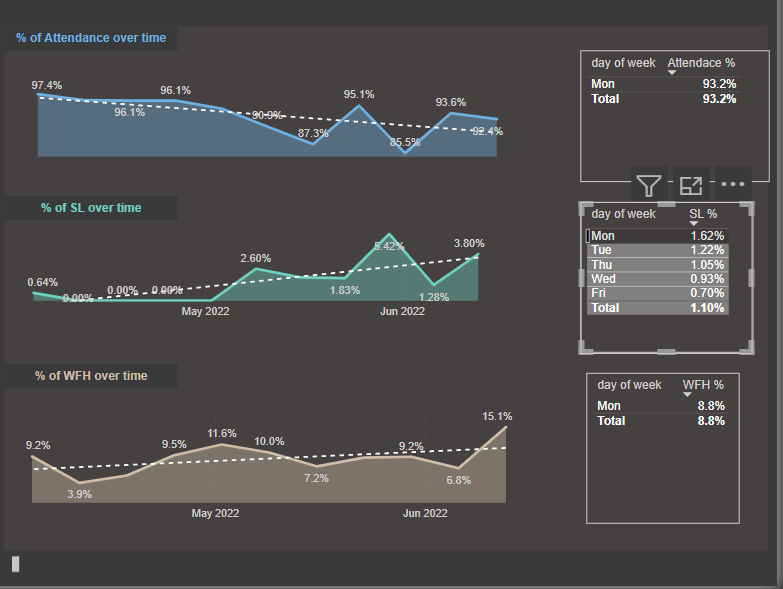 % of Attendance over time
97.4%
96.1%
96.1%
90.9%
87.3%
95.1%
85.5%
93.6%
92.4%
day of week Attendace %
Mon 93.2%
Total 93.2%
% of SL over time
0.64%
0.00%
0.00%
0.00%
2.60%
1.83%
5.42%
1.28%
3.80%
May 2022
Jun 2022
day of week SL %
Mon 1.62%
Tue 1.22%
Thu 1.05%
Wed 0.93%
Fri 0.70%
Total 1.10%
% of WFH over time
9.2%
3.9%
9.5%
11.6%
10.0%
7.2%
9.2%
6.8%
15.1%
May 2022
Jun 2022
day of week WFH %
Mon 8.8%
Total 8.8%